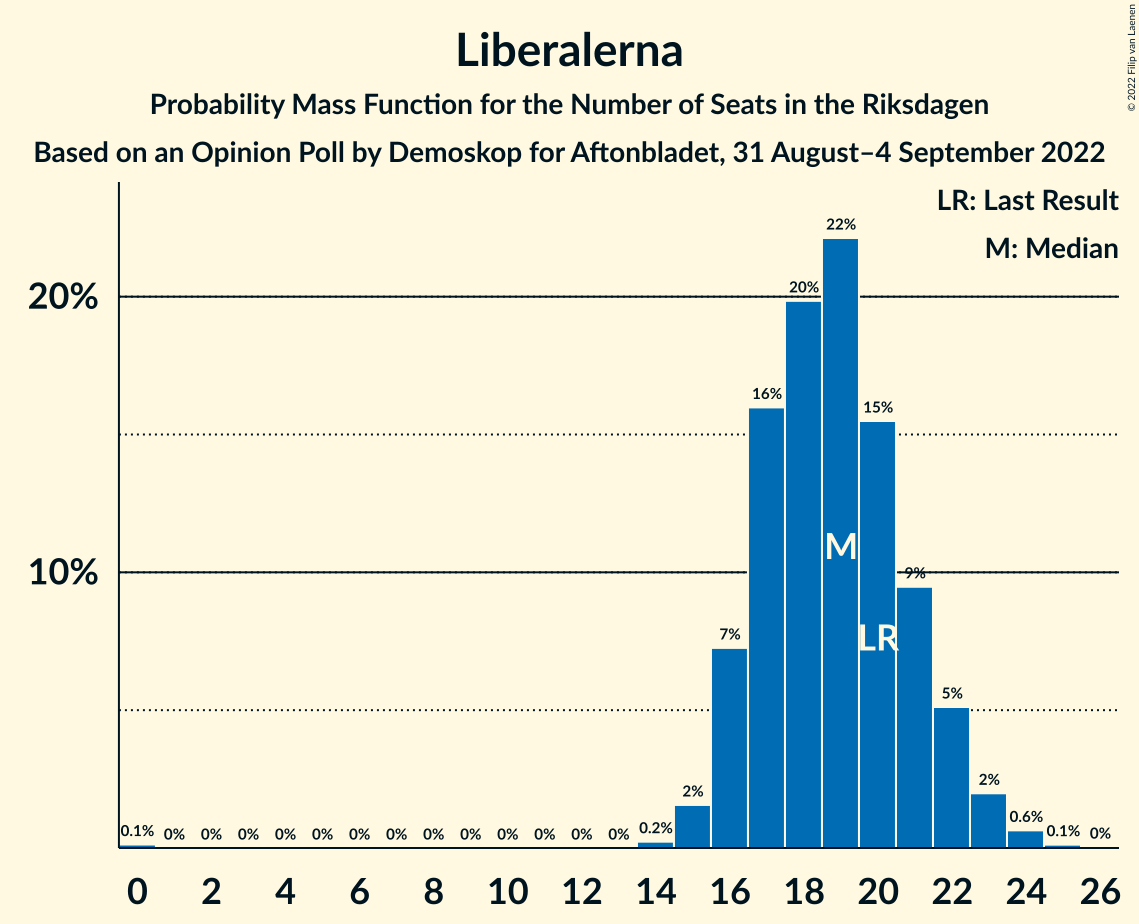 © 2022 Filip van Laenen
Liberalerna
Probability Mass Function for the Number of Seats in the Riksdagen
Based on an Opinion Poll by Demoskop for Aftonbladet, 31 August–4 September 2022
LR: Last Result
M: Median
20%
10%
0.1% 0% 0% 0% 0% 0% 0% 0% 0% 0% 0% 0% 0% 0% 0.2% 2% 7% 16% 20% 22% 15% 9% 5% 2% 0.6% 0.1% 0%
M
LR
0 2 4 6 8 10 12 14 16 18 20 22 24 26